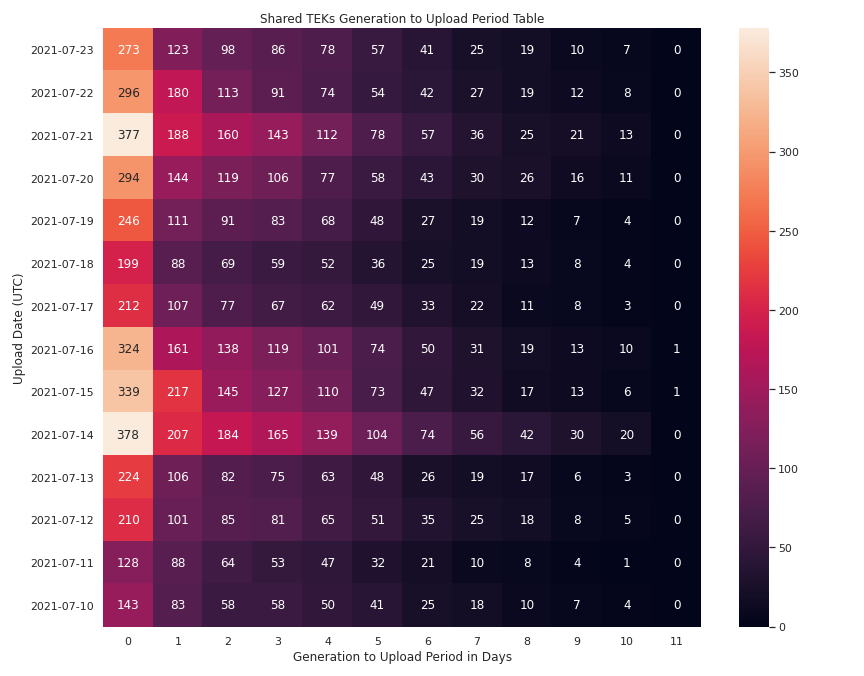 Shared TEKs Generation to Upload Period Table
Upload Date (UTC)
2021-07-23 273 123 98 86 78 57 41 25 19 10 7 0
2021-07-22 296 180 113 91 74 54 42 27 19 12 8 0
2021-07-21 377 188 160 143 112 78 57 36 25 21 13 0
2021-07-20 294 144 119 106 77 58 43 30 26 16 11 0
2021-07-19 246 111 91 83 68 48 27 19 12 7 4 0
2021-07-18 199 88 69 59 52 36 25 19 13 8 4 0
2021-07-17 212 107 77 67 62 49 33 22 11 8 3 0
2021-07-16 324 161 138 119 101 74 50 31 19 13 10 1
2021-07-15 339 217 145 127 110 73 47 32 17 13 6 1
2021-07-14 378 207 184 165 139 104 74 56 42 30 20 0
2021-07-13 224 106 82 75 63 48 26 19 17 6 3 0
2021-07-12 210 101 85 81 65 51 35 25 18 8 5 0
2021-07-11 128 88 64 53 47 32 21 10 8 4 1 0
2021-07-10 143 83 58 58 50 41 25 18 10 7 4 0
0 1 2 3 4 5 6 7 8 9 10 11
Generation to Upload Period in Days
350
300
250
200
150
100
50
0